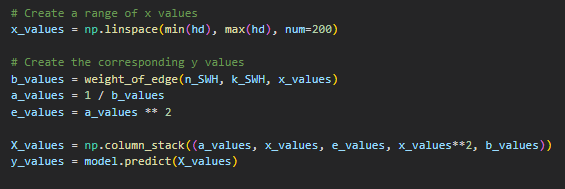 # Create a range of x values
x_values = np.linspace(min(hd), max(hd), num=200)
# Create the corresponding y values
b_values = weight_of_edge(n_SWH, k_SWH, x_values)
a_values = 1 / b_values
e_values = a_values ** 2
X_values = np.column_stack((a_values, x_values, e_values, x_values**2, b_values))
y_values = model.predict(X_values)